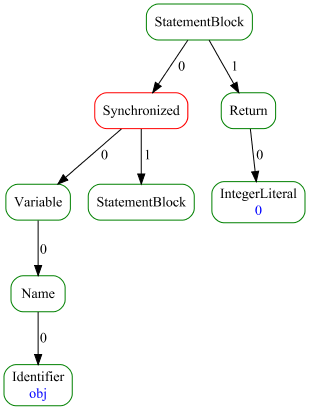 StatementBlock
0
1
Synchronized
Return
0
1
0
Variable
StatementBlock
IntegerLiteral
0
0
Name
0
Identifier
obj